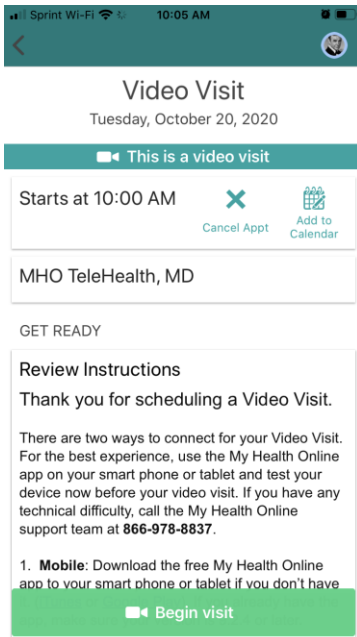 Sprint Wi-Fi 10:05 AM
Video Visit
Tuesday, October 20, 2020
This is a video visit
Starts at 10:00 AM
Cancel Appt
Add to
Calendar
MHO TeleHealth, MD
GET READY
Review Instructions
Thank you for scheduling a Video Visit.
There are two ways to connect for your Video Visit.
For the best experience, use the My Health Online
app on your smart phone or tablet and test your
device now before your video visit. If you have any
technical difficulty, call the My Health Online
support team at 866-978-8837.
1. Mobile: Download the free My Health Online
app to your smart phone or tablet if you don't have
Begin visit